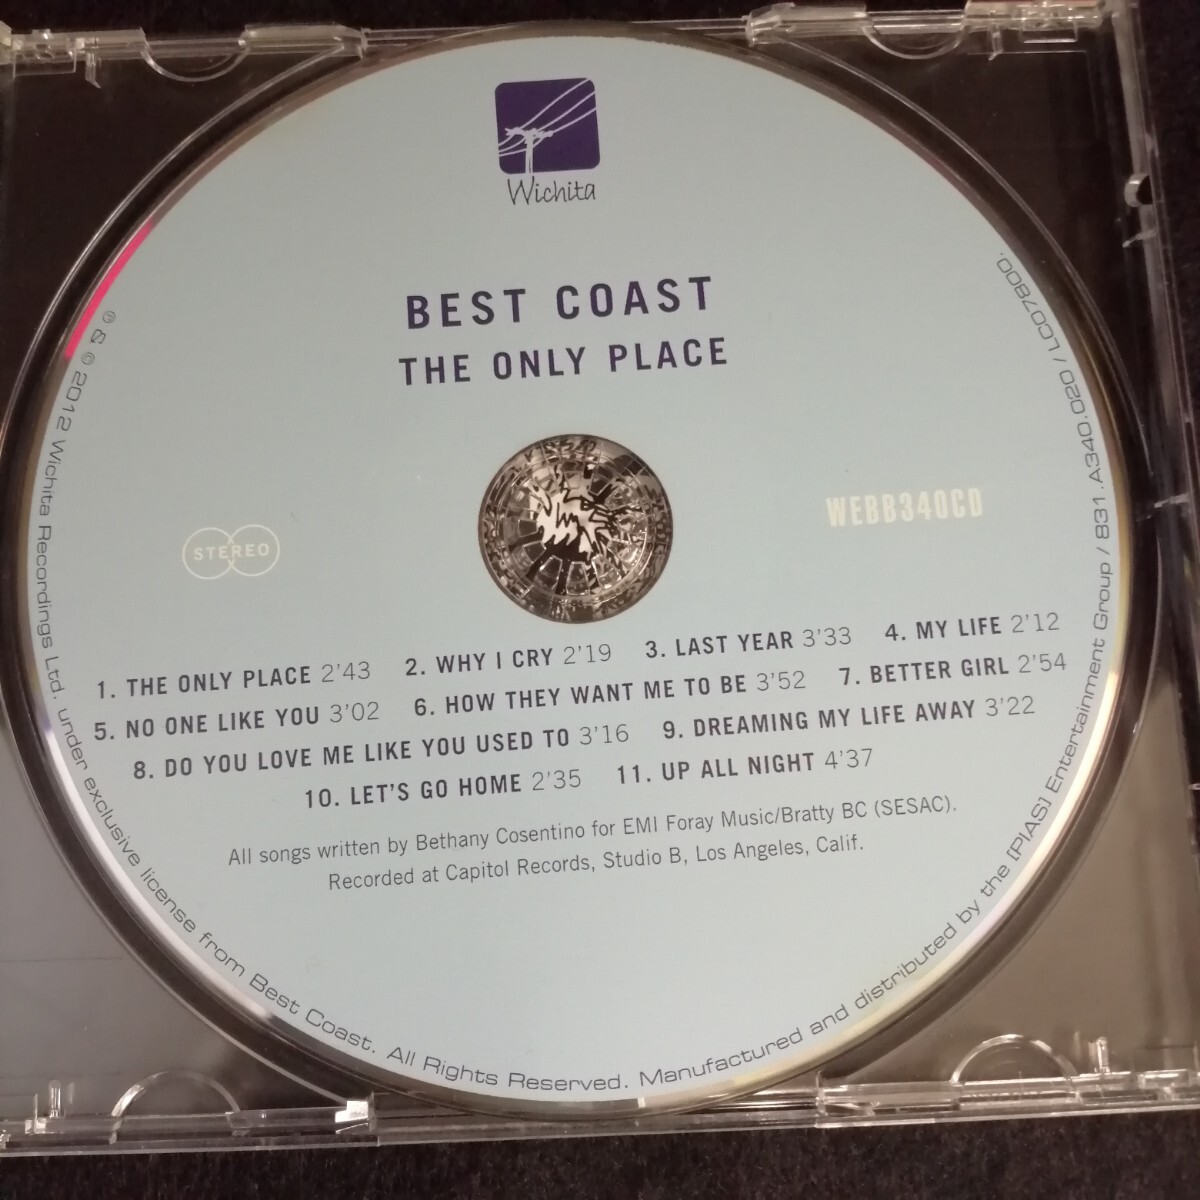 Wichita
BEST COAST
THE ONLY PLACE
STEREO
WEBB340CD
1. THE ONLY PLACE 2'43 2. WHY I CRY 2'19 3. LAST YEAR 3'33 4. MY LIFE 2'12
5. NO ONE LIKE YOU 3'02 6. HOW THEY WANT ME TO BE 3'52 7. BETTER GIRL 2'54
8. DO YOU LOVE ME LIKE YOU USED TO 3'16 9. DREAMING MY LIFE AWAY 3'22
10. LET'S GO HOME 2'35 11. UP ALL NIGHT 4'37
All songs written by Bethany Cosentino for EMI Foray Music/Bratty BC (SESAC).
Recorded at Capitol Records, Studio B, Los Angeles, Calif.
℗ & © 2012 Wichita Recordings Ltd. under exclusive license from Best Coast. All Rights Reserved. Manufactured and distributed by the [PIAS] Entertainment Group / 831.A340.020 / LC07800.